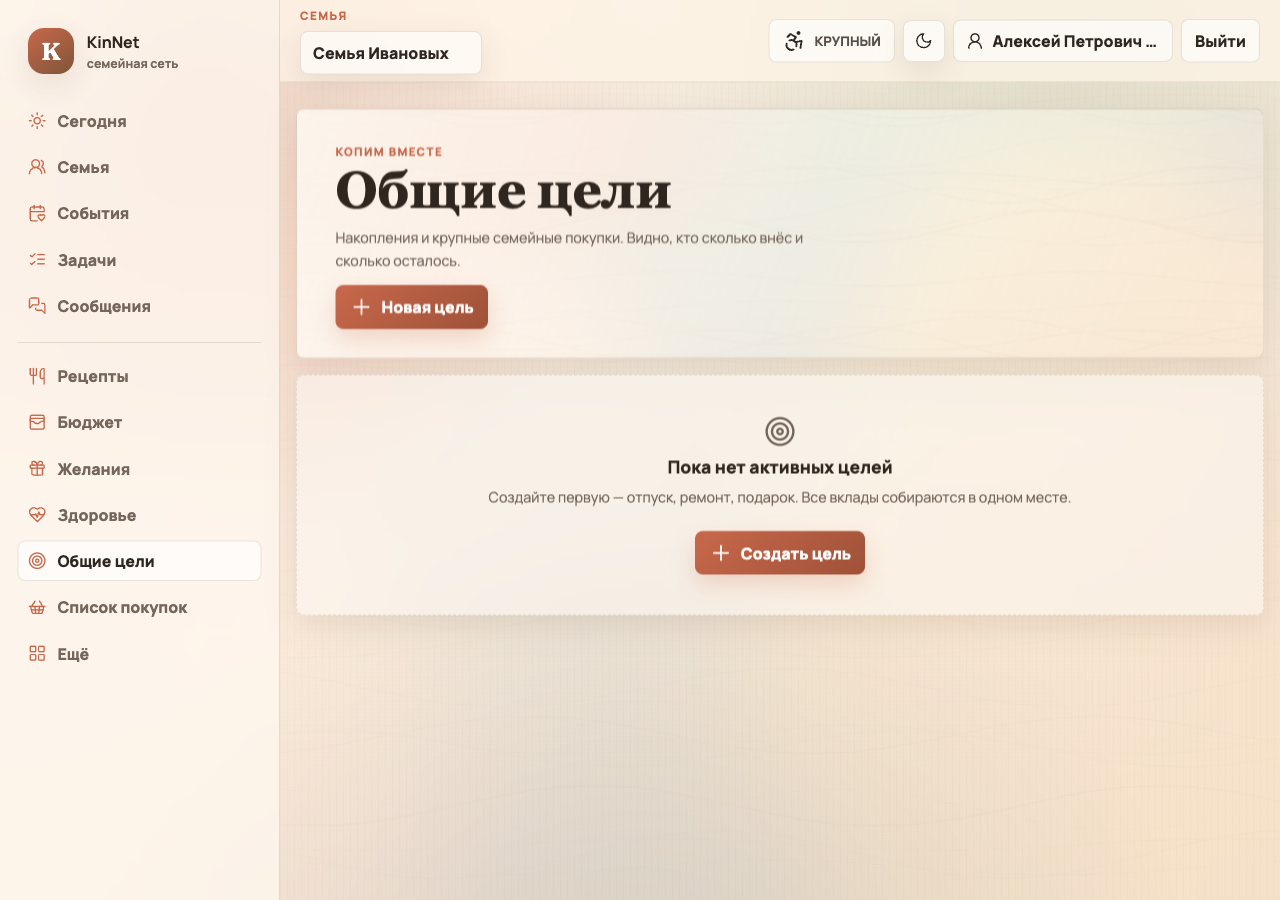 K
KinNet
семейная сеть
Сегодня
Семья
События
Задачи
Сообщения
Рецепты
Бюджет
Желания
Здоровье
Общие цели
Список покупок
Ещё
СЕМЬЯ
Семья Ивановых
КРУПНЫЙ
Алексей Петрович ...
Выйти
КОПИМ ВМЕСТЕ
Общие цели
Накопления и крупные семейные покупки. Видно, кто сколько внёс и
сколько осталось.
Новая цель
Пока нет активных целей
Создайте первую — отпуск, ремонт, подарок. Все вклады собираются в одном месте.
Создать цель